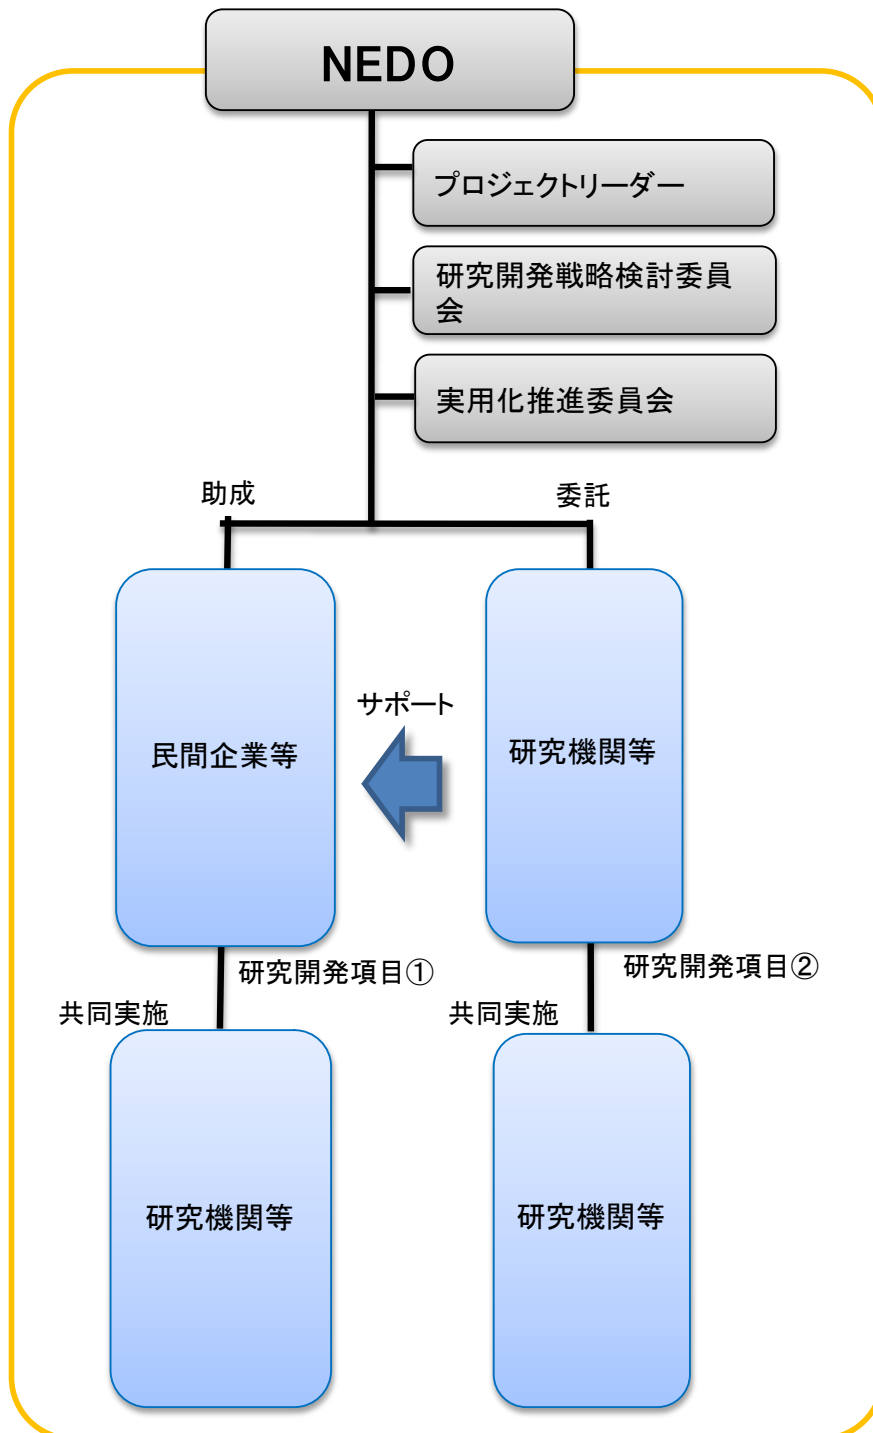 NEDO
プロジェクトリーダー
研究開発戦略検討委員
会
実用化推進委員会
助成
委託
サポート
民間企業等
研究機関等
研究開発項目①
研究開発項目②
共同実施
共同実施
研究機関等
研究機関等